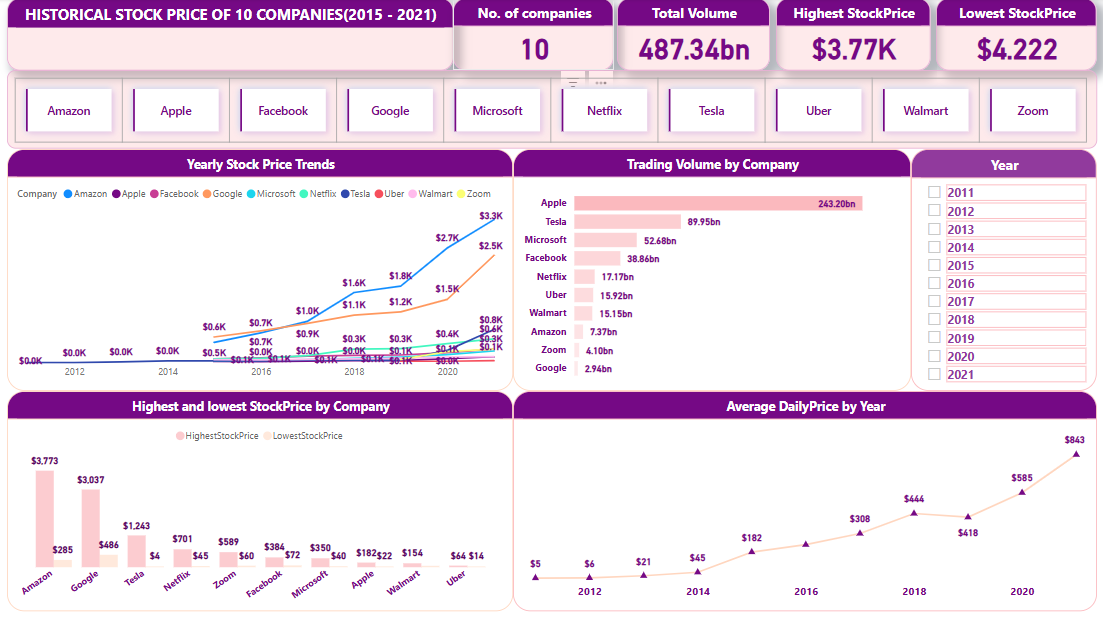 HISTORICAL STOCK PRICE OF 10 COMPANIES(2015 - 2021)
No. of companies
10
Total Volume
487.34bn
Highest StockPrice
$3.77K
Lowest StockPrice
$4.222
Amazon
Apple
Facebook
Google
Microsoft
Netflix
Tesla
Uber
Walmart
Zoom
Yearly Stock Price Trends
Company Amazon Apple Facebook Google Microsoft Netflix Tesla Uber Walmart Zoom
$3.3K
$2.7K
$2.5K
$1.8K
$1.6K
$1.5K
$1.2K
$1.1K
$1.0K
$0.9K
$0.8K
$0.7K
$0.6K
$0.6K
$0.7K
$0.4K
$0.3K
$0.3K
$0.3K
$0.5K
$0.0K
$0.0K
$0.0K
$0.0K
$0.0K
$0.0K
$0.0K
$0.1K
$0.1K
$0.1K
$0.1K
$0.1K
$0.1K
$0.1K
$0.1K
$0.0K
2012
2014
2016
2018
2020
Trading Volume by Company
Apple 243.20bn
Tesla 89.95bn
Microsoft 52.68bn
Facebook 38.86bn
Netflix 17.17bn
Uber 15.92bn
Walmart 15.15bn
Amazon 7.37bn
Zoom 4.10bn
Google 2.94bn
Year
2011
2012
2013
2014
2015
2016
2017
2018
2019
2020
2021
Highest and lowest StockPrice by Company
HighestStockPrice LowestStockPrice
$3,773
$285
$3,037
$486
$1,243
$4
$701
$45
$589
$60
$384
$72
$350
$40
$182
$22
$154
$64
$14
Amazon
Google
Tesla
Netflix
Zoom
Facebook
Microsoft
Apple
Walmart
Uber
Average DailyPrice by Year
$5
$6
$21
$45
$182
$308
$444
$418
$585
$843
2012
2014
2016
2018
2020